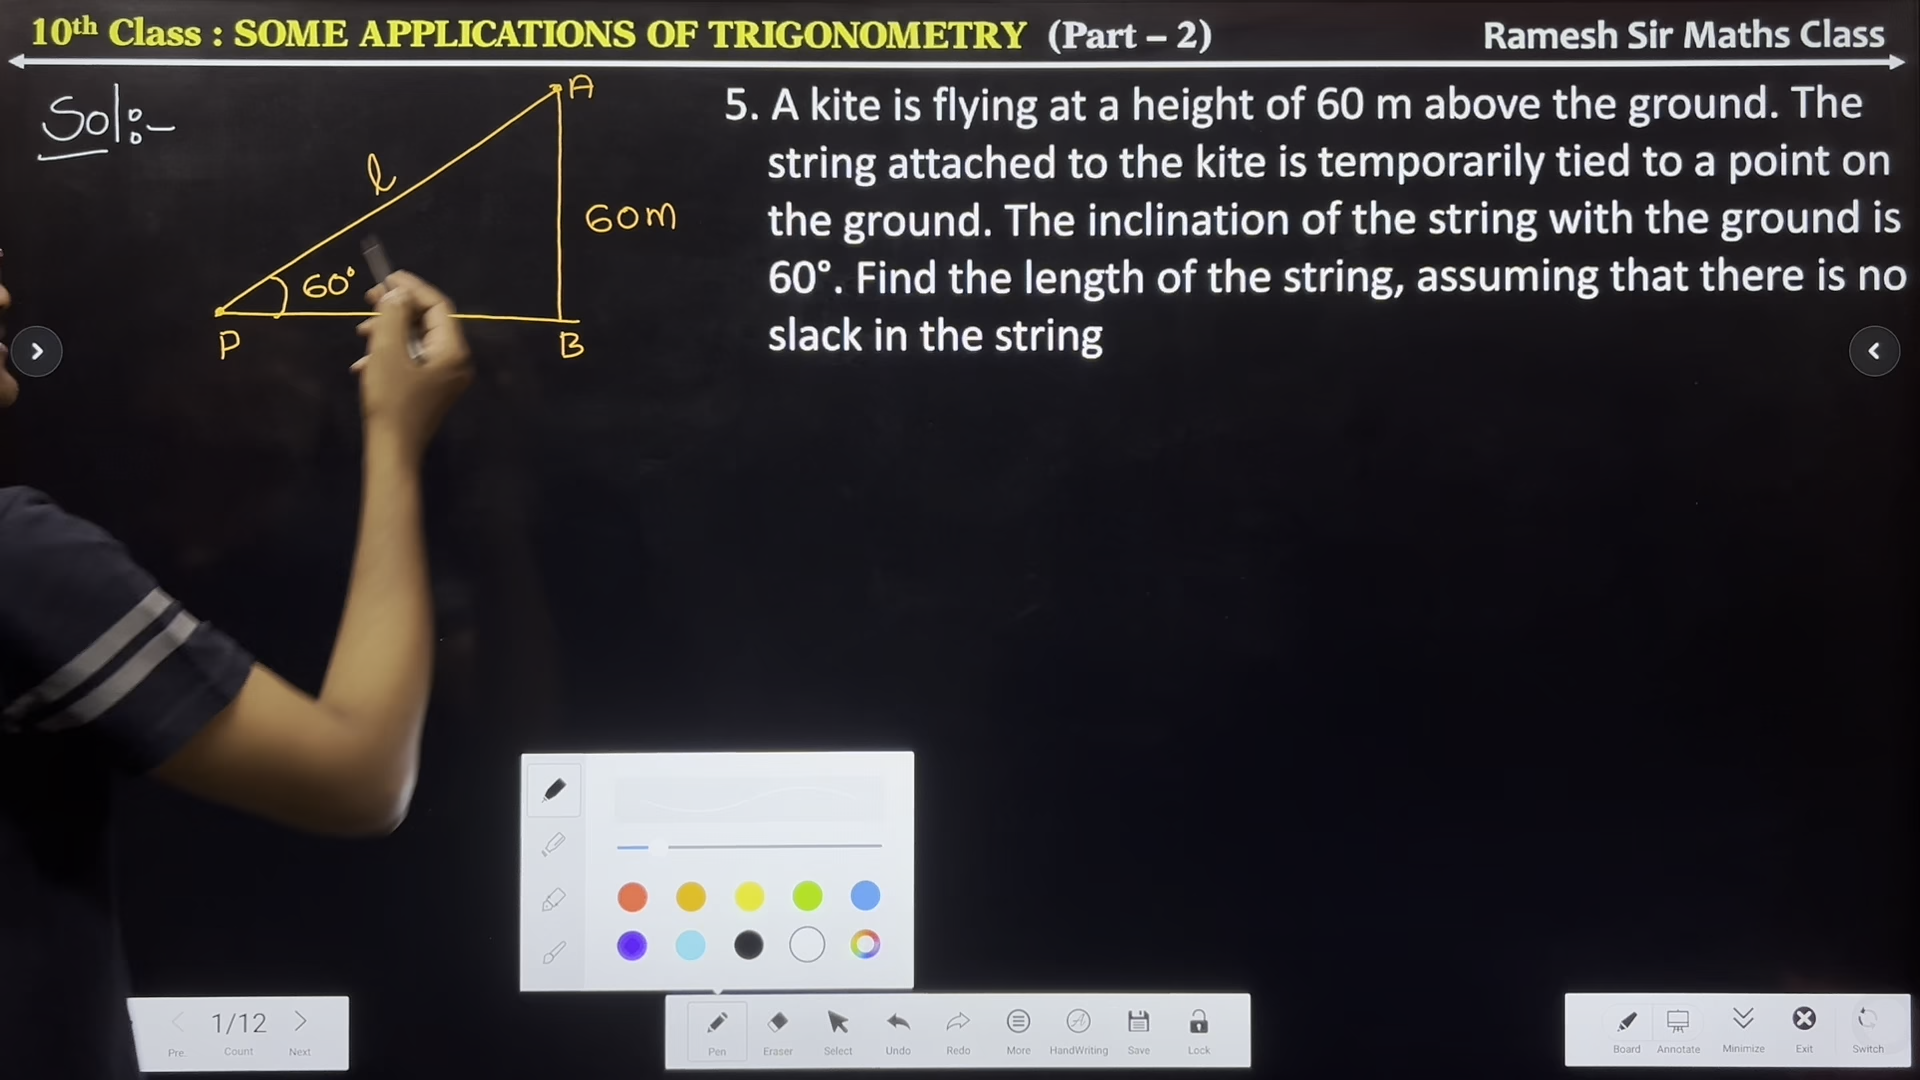 10th Class : SOME APPLICATIONS OF TRIGONOMETRY (Part – 2)
Ramesh Sir Maths Class
Sol:-
A
l
60m
60°
P
B
5. A kite is flying at a height of 60 m above the ground. The
string attached to the kite is temporarily tied to a point on
the ground. The inclination of the string with the ground is
60°. Find the length of the string, assuming that there is no
slack in the string
1/12
Pre. Count Next
Pen Eraser Select Undo Redo More HandWriting Save Lock
Board Annotate Minimize Exit Switch